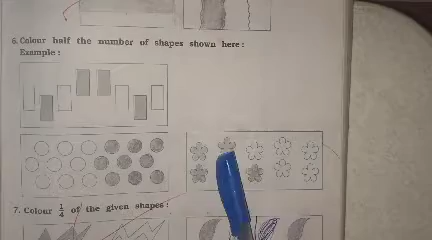 6. Colour half the number of shapes shown here :
Example :
7. Colour 1/4 of the given shapes :